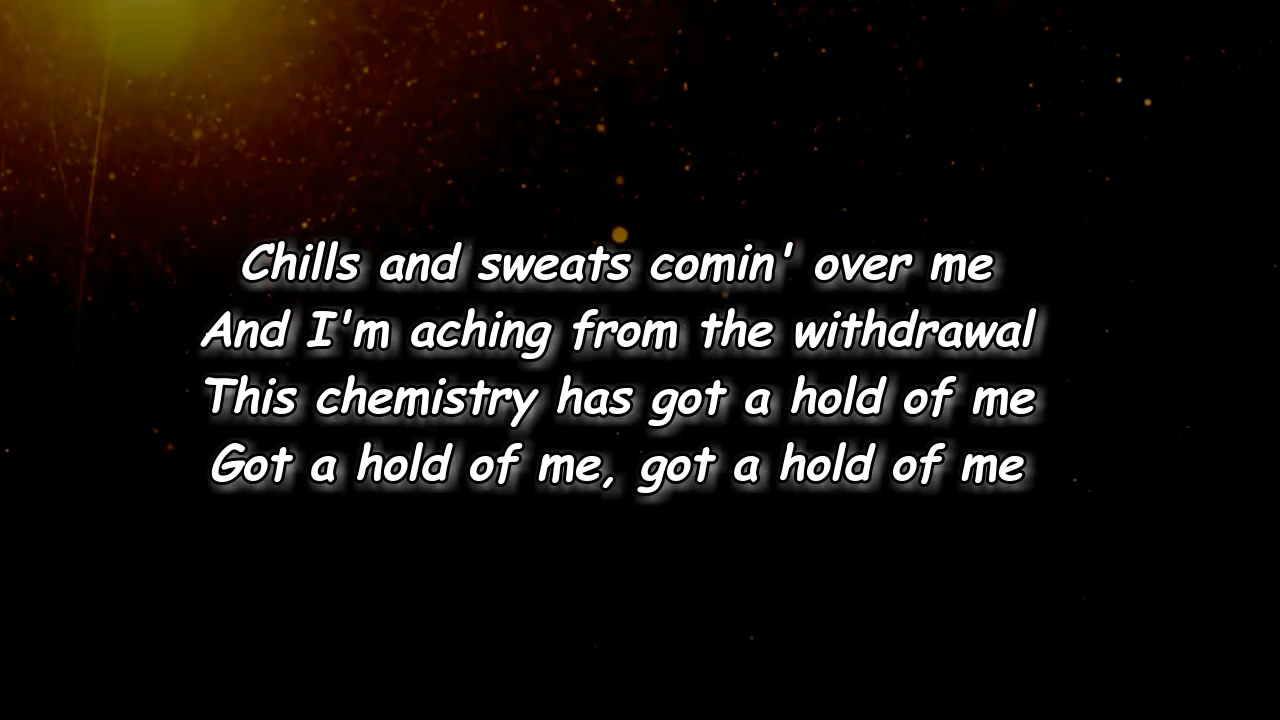 Chills and sweats comin' over me
And I'm aching from the withdrawal
This chemistry has got a hold of me
Got a hold of me, got a hold of me